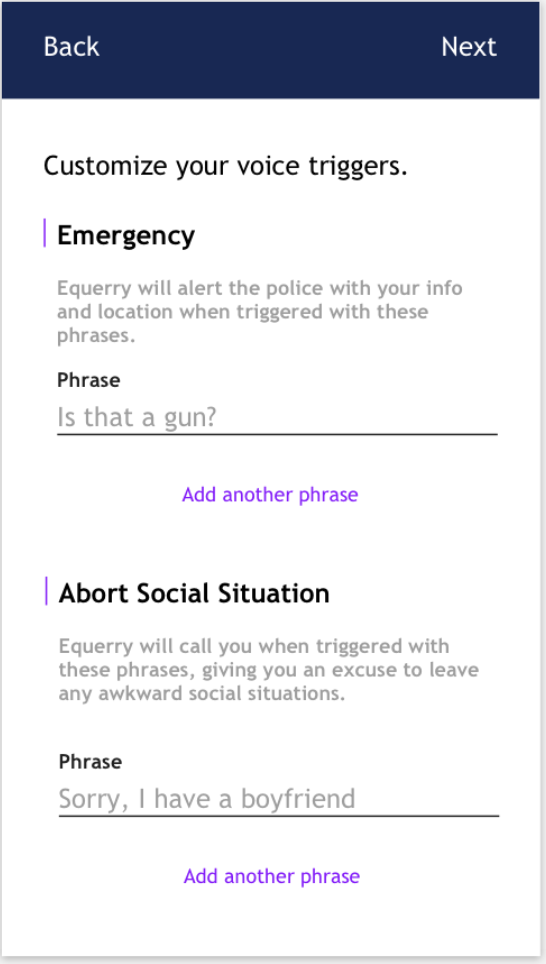 Back
Next
Customize your voice triggers.
Emergency
Equerry will alert the police with your info
and location when triggered with these
phrases.
Phrase
Is that a gun?
Add another phrase
Abort Social Situation
Equerry will call you when triggered with
these phrases, giving you an excuse to leave
any awkward social situations.
Phrase
Sorry, I have a boyfriend
Add another phrase